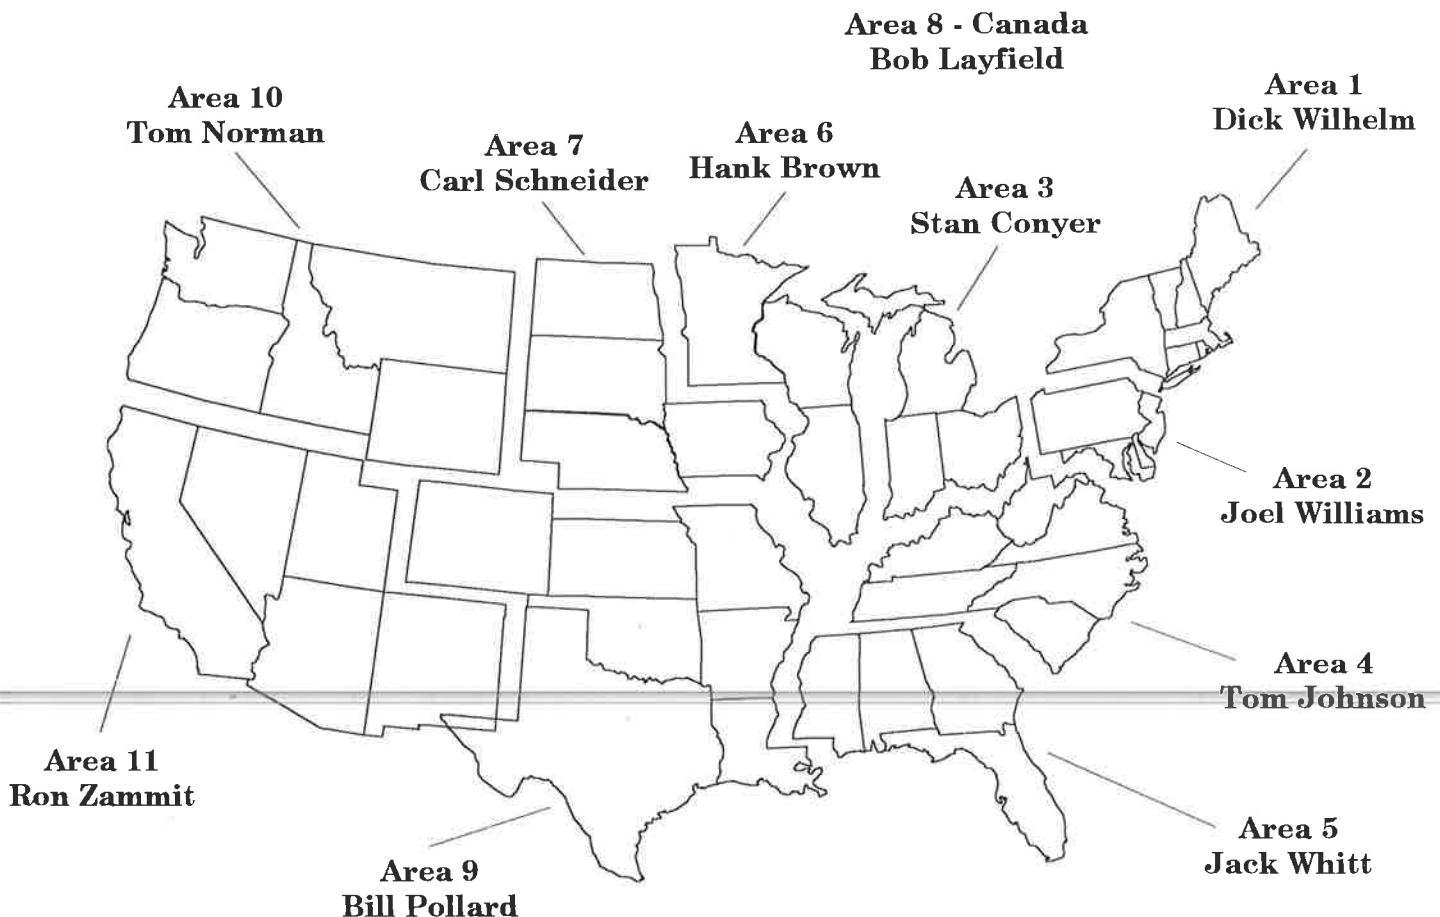 Area 8 - Canada
Bob Layfield
Area 1
Dick Wilhelm
Area 10
Tom Norman
Area 7
Carl Schneider
Area 6
Hank Brown
Area 3
Stan Conyer
Area 2
Joel Williams
Area 4
Tom Johnson
Area 11
Ron Zammit
Area 5
Jack Whitt
Area 9
Bill Pollard